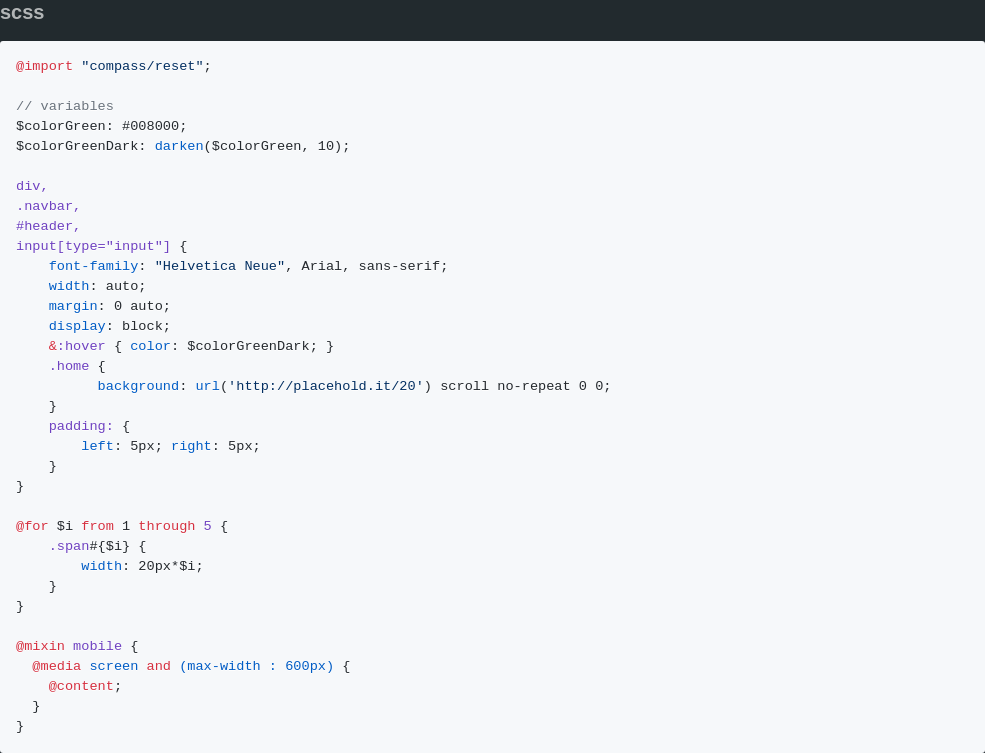 scss
@import "compass/reset";
// variables
$colorGreen: #008000;
$colorGreenDark: darken($colorGreen, 10);
div,
.navbar,
#header,
input[type="input"] {
    font-family: "Helvetica Neue", Arial, sans-serif;
    width: auto;
    margin: 0 auto;
    display: block;
    &:hover { color: $colorGreenDark; }
    .home {
          background: url('http://placehold.it/20') scroll no-repeat 0 0;
    }
    padding: {
        left: 5px; right: 5px;
    }
}
@for $i from 1 through 5 {
    .span#{$i} {
        width: 20px*$i;
    }
}
@mixin mobile {
  @media screen and (max-width : 600px) {
    @content;
  }
}